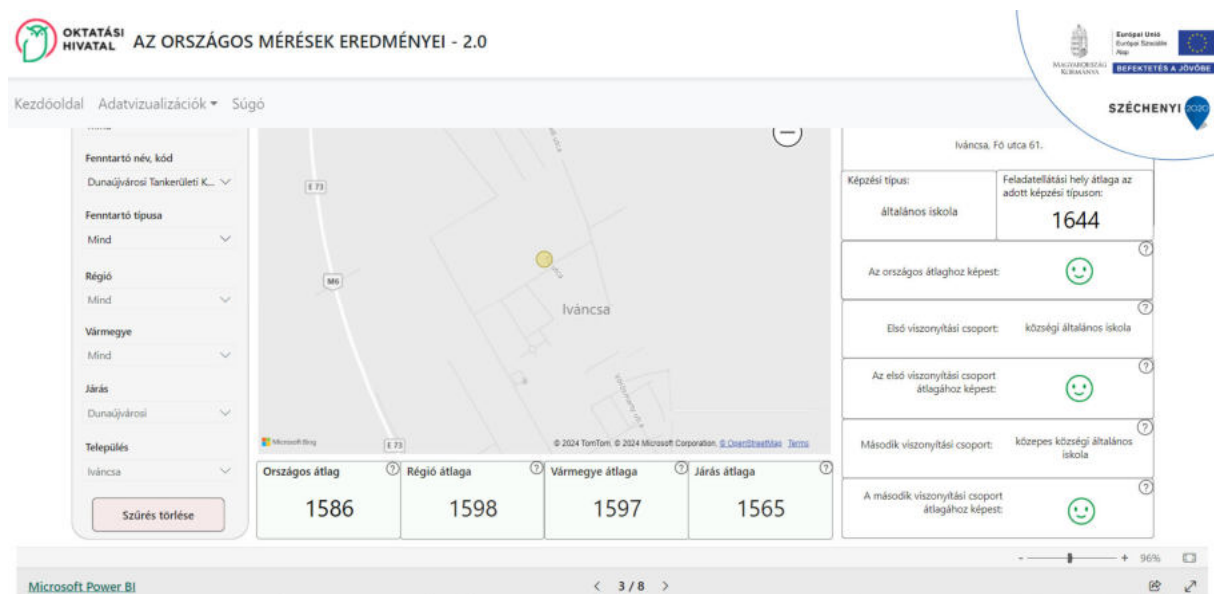 OKTATÁSI
HIVATAL
AZ ORSZÁGOS MÉRÉSEK EREDMÉNYEI - 2.0
MAGYARORSZÁG
KORMÁNYA
Európai Unió
Európai Szociális
Alap
BEFEKTETÉS A JÖVŐBE
Kezdőoldal Adatvizualizációk Súgó
SZÉCHENYI 2020
Fenntartó név, kód
Dunaújvárosi Tankerületi K...
Fenntartó típusa
Mind
Régió
Mind
Vármegye
Mind
Járás
Dunaújvárosi
Település
Iváncsa
Szűrés törlése
E 73
M6
Iváncsa
Vörösmarty utca
E 73
Microsoft Bing
© 2024 TomTom, © 2024 Microsoft Corporation, © OpenStreetMap Terms
Országos átlag ?
1586
Régió átlaga ?
1598
Vármegye átlaga ?
1597
Járás átlaga ?
1565
Iváncsa, Fő utca 61.
Képzési típus:
általános iskola
Feladatellátási hely átlaga az
adott képzési típuson:
1644
?
Az országos átlaghoz képest:
?
Első viszonyítási csoport: községi általános iskola
?
Az első viszonyítási csoport
átlagához képest:
?
Második viszonyítási csoport: közepes községi általános
iskola
?
A második viszonyítási csoport
átlagához képest:
- + 96%
Microsoft Power BI
< 3 / 8 >